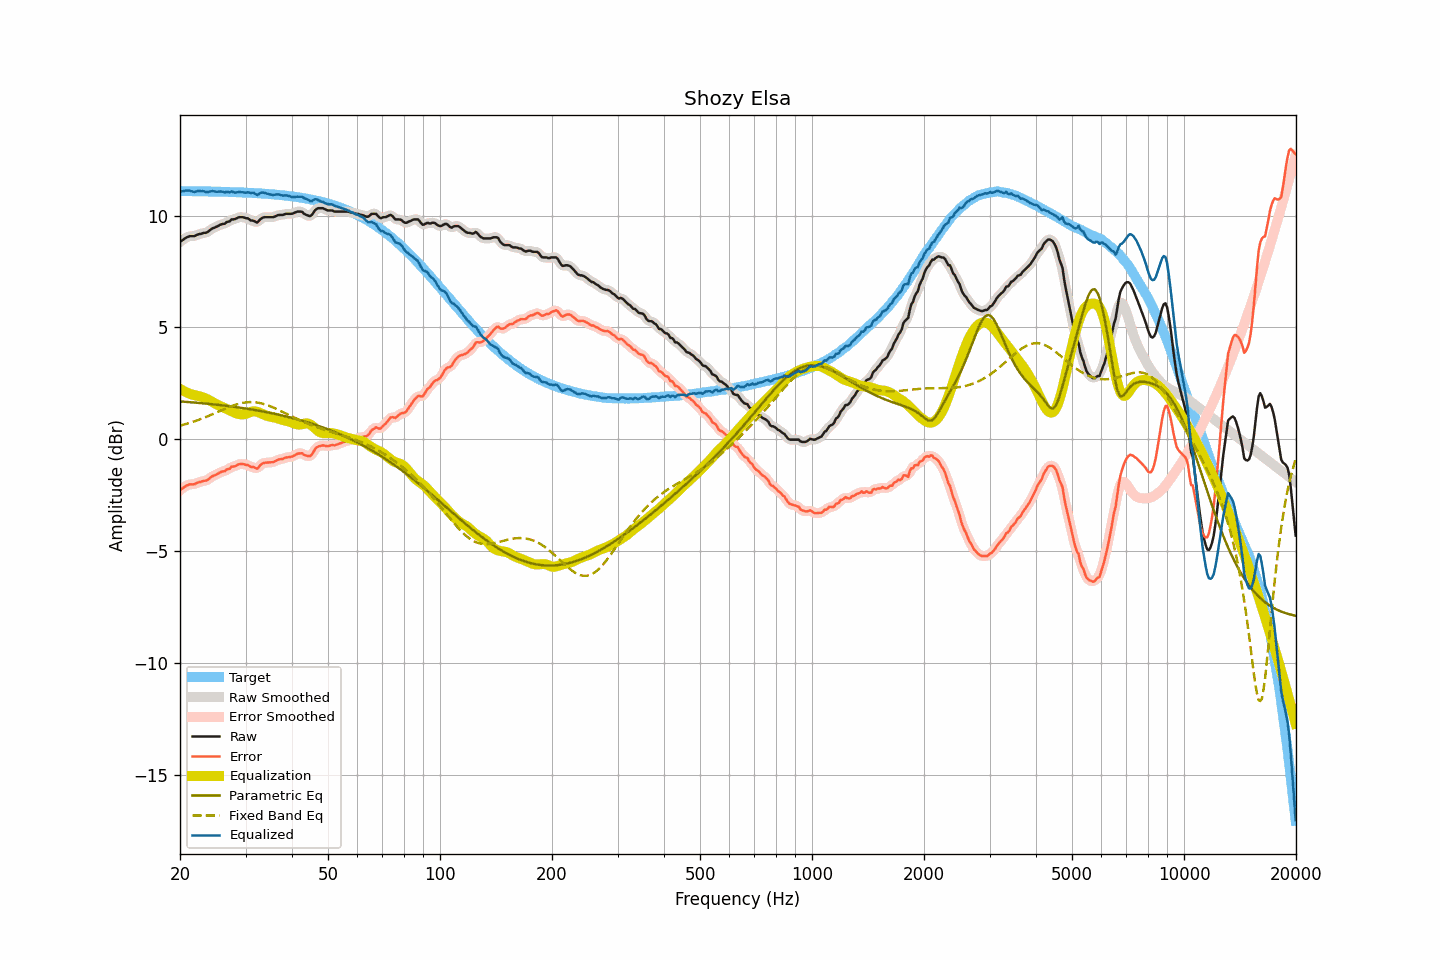 Shozy Elsa
Amplitude (dBr)
10
5
0
−5
−10
−15
Target
Raw Smoothed
Error Smoothed
Raw
Error
Equalization
Parametric Eq
Fixed Band Eq
Equalized
20 50 100 200 500 1000 2000 5000 10000 20000
Frequency (Hz)